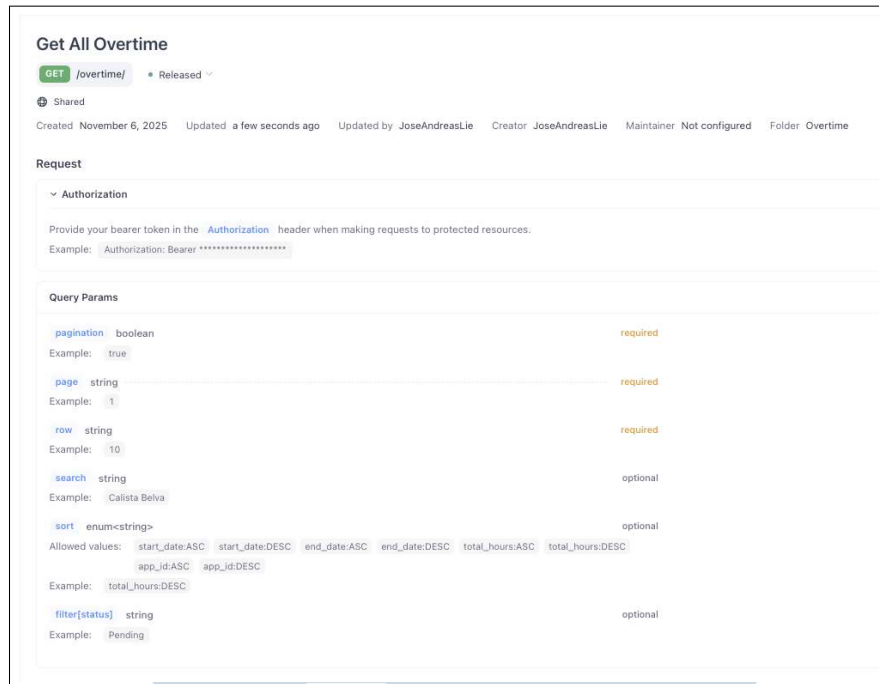 Get All Overtime
GET /overtime/ Released
Shared
Created November 6, 2025 Updated a few seconds ago Updated by JoseAndreasLie Creator JoseAndreasLie Maintainer Not configured Folder Overtime
Request
Authorization
Provide your bearer token in the Authorization header when making requests to protected resources.
Example: Authorization: Bearer ********************
Query Params
pagination boolean required
Example: true
page string required
Example: 1
row string required
Example: 10
search string optional
Example: Calista Belva
sort enum<string> optional
Allowed values: start_date:ASC start_date:DESC end_date:ASC end_date:DESC total_hours:ASC total_hours:DESC
app_id:ASC app_id:DESC
Example: total_hours:DESC
filter[status] string optional
Example: Pending